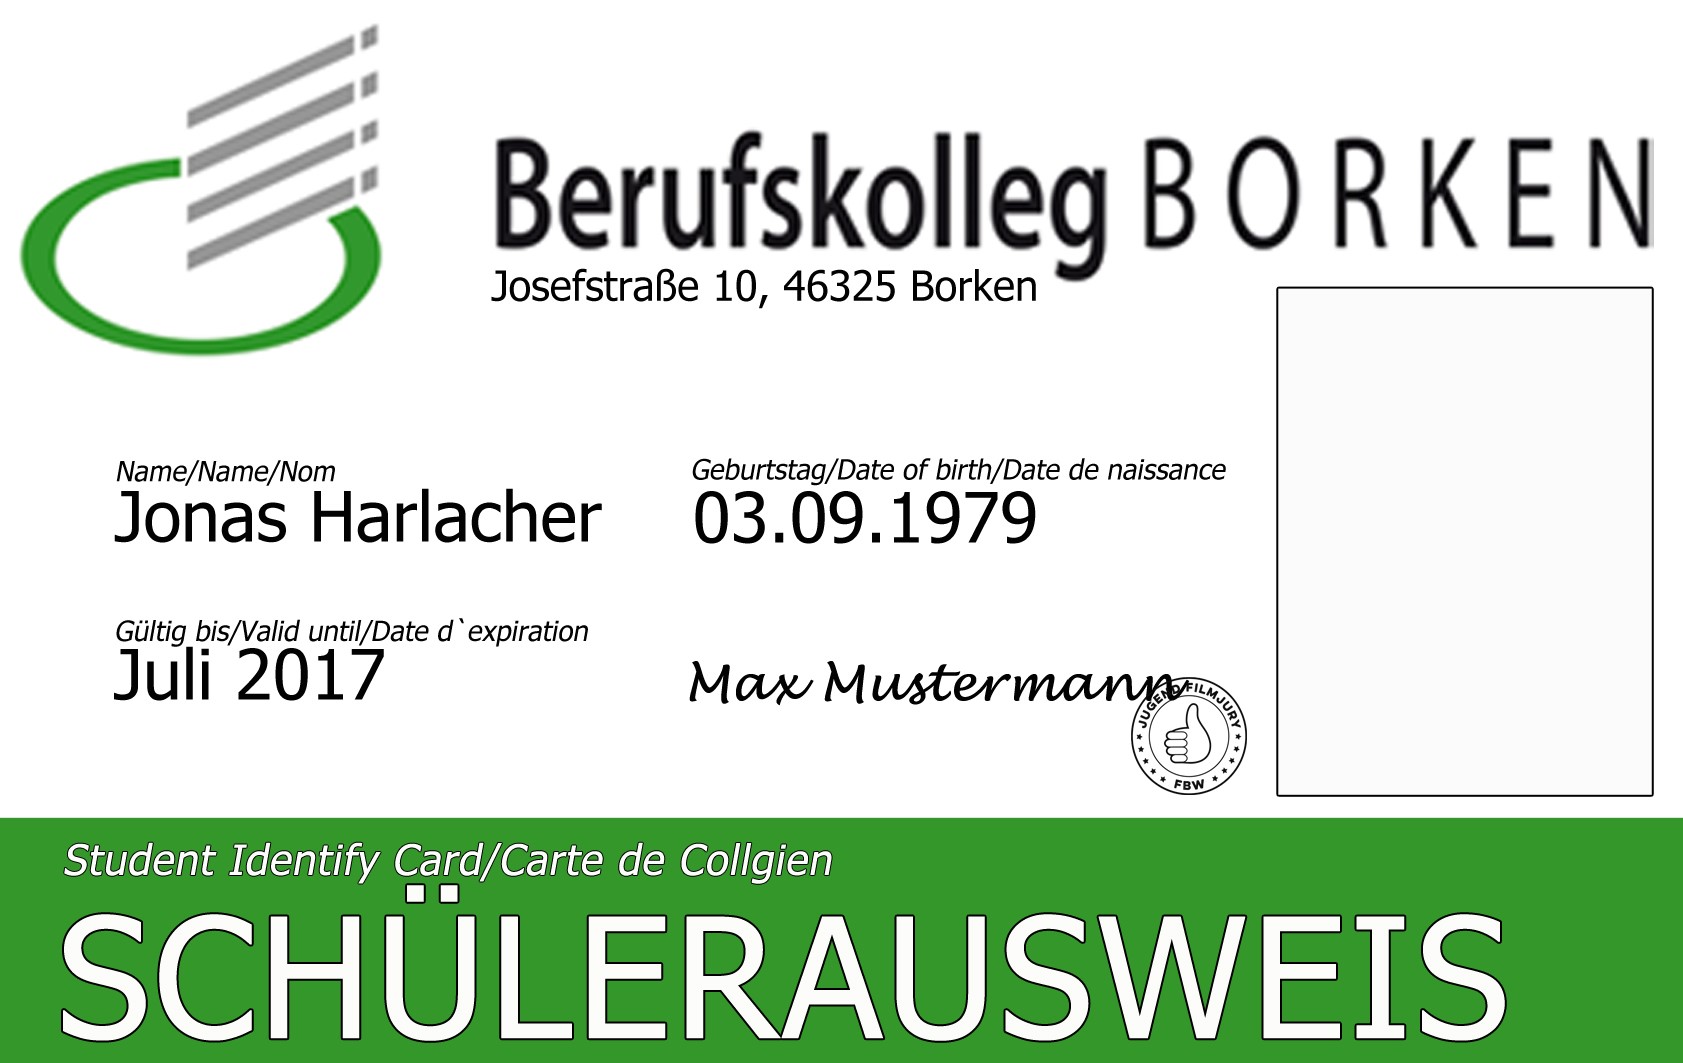 Berufskolleg BORKEN
Josefstraße 10, 46325 Borken
Name/Name/Nom
Jonas Harlacher
Geburtstag/Date of birth/Date de naissance
03.09.1979
Gültig bis/Valid until/Date d`expiration
Juli 2017
Max Mustermann
JUGEND FILMJURY
FBW
Student Identify Card/Carte de Collgien
SCHÜLERAUSWEIS